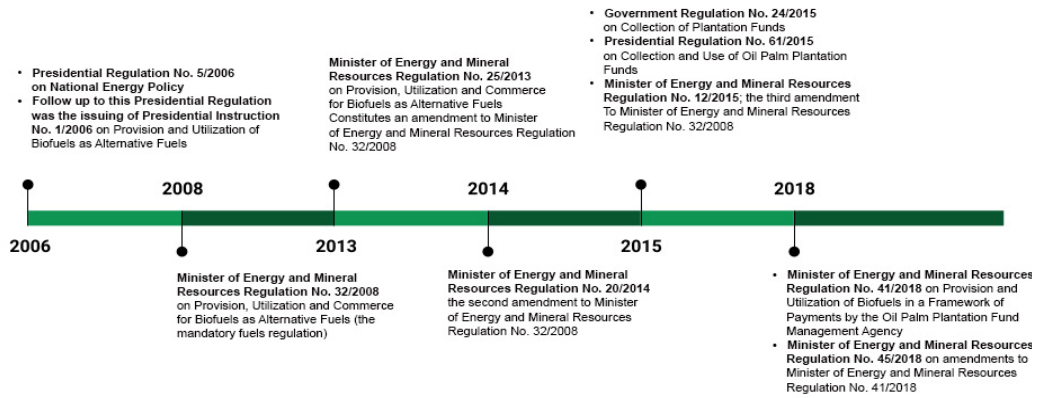 • Presidential Regulation No. 5/2006
on National Energy Policy
• Follow up to this Presidential Regulation
was the issuing of Presidential Instruction
No. 1/2006 on Provision and Utilization of
Biofuels as Alternative Fuels
Minister of Energy and Mineral
Resources Regulation No. 25/2013
on Provision, Utilization and Commerce
for Biofuels as Alternative Fuels
Constitutes an amendment to Minister
of Energy and Mineral Resources Regulation
No. 32/2008
• Government Regulation No. 24/2015
on Collection of Plantation Funds
• Presidential Regulation No. 61/2015
on Collection and Use of Oil Palm Plantation
Funds
• Minister of Energy and Mineral Resources
Regulation No. 12/2015; the third amendment
To Minister of Energy and Mineral Resources
Regulation No. 32/2008
2008
2014
2018
2006
2013
2015
Minister of Energy and Mineral
Resources Regulation No. 32/2008
on Provision, Utilization and Commerce
for Biofuels as Alternative Fuels (the
mandatory fuels regulation)
Minister of Energy and Mineral
Resources Regulation No. 20/2014
the second amendment to Minister
of Energy and Mineral Resources
Regulation No. 32/2008
• Minister of Energy and Mineral Resources
Regulation No. 41/2018 on Provision and
Utilization of Biofuels in a Framework of
Payments by the Oil Palm Plantation Fund
Management Agency
• Minister of Energy and Mineral Resources
Regulation No. 45/2018 on amendments to
Minister of Energy and Mineral Resources
Regulation No. 41/2018